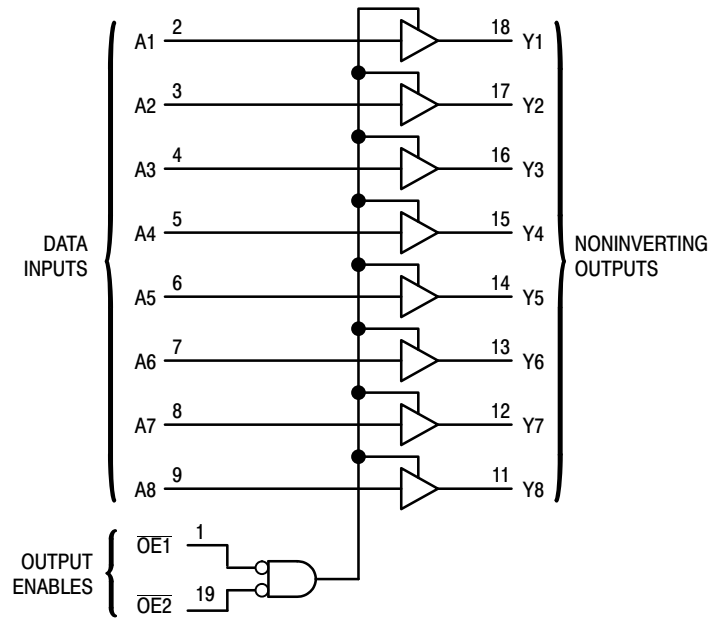 A1 2 18 Y1
A2 3 17 Y2
A3 4 16 Y3
A4 5 15 Y4
DATA
INPUTS
NONINVERTING
OUTPUTS
A5 6 14 Y5
A6 7 13 Y6
A7 8 12 Y7
A8 9 11 Y8
OUTPUT
ENABLES
O̅E̅1̅ 1
O̅E̅2̅ 19